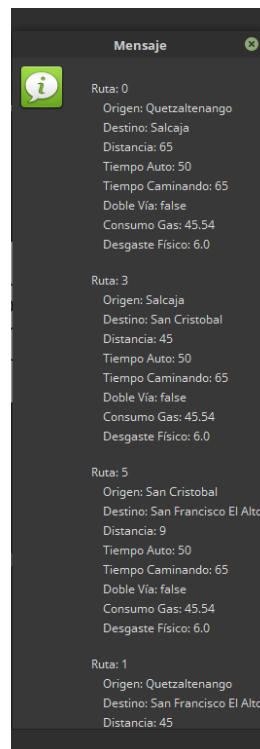 Mensaje
Ruta: 0
Origen: Quetzaltenango
Destino: Salcaja
Distancia: 65
Tiempo Auto: 50
Tiempo Caminando: 65
Doble Vía: false
Consumo Gas: 45.54
Desgaste Físico: 6.0
Ruta: 3
Origen: Salcaja
Destino: San Cristobal
Distancia: 45
Tiempo Auto: 50
Tiempo Caminando: 65
Doble Vía: false
Consumo Gas: 45.54
Desgaste Físico: 6.0
Ruta: 5
Origen: San Cristobal
Destino: San Francisco El Alto
Distancia: 9
Tiempo Auto: 50
Tiempo Caminando: 65
Doble Vía: false
Consumo Gas: 45.54
Desgaste Físico: 6.0
Ruta: 1
Origen: Quetzaltenango
Destino: San Francisco El Alto
Distancia: 45